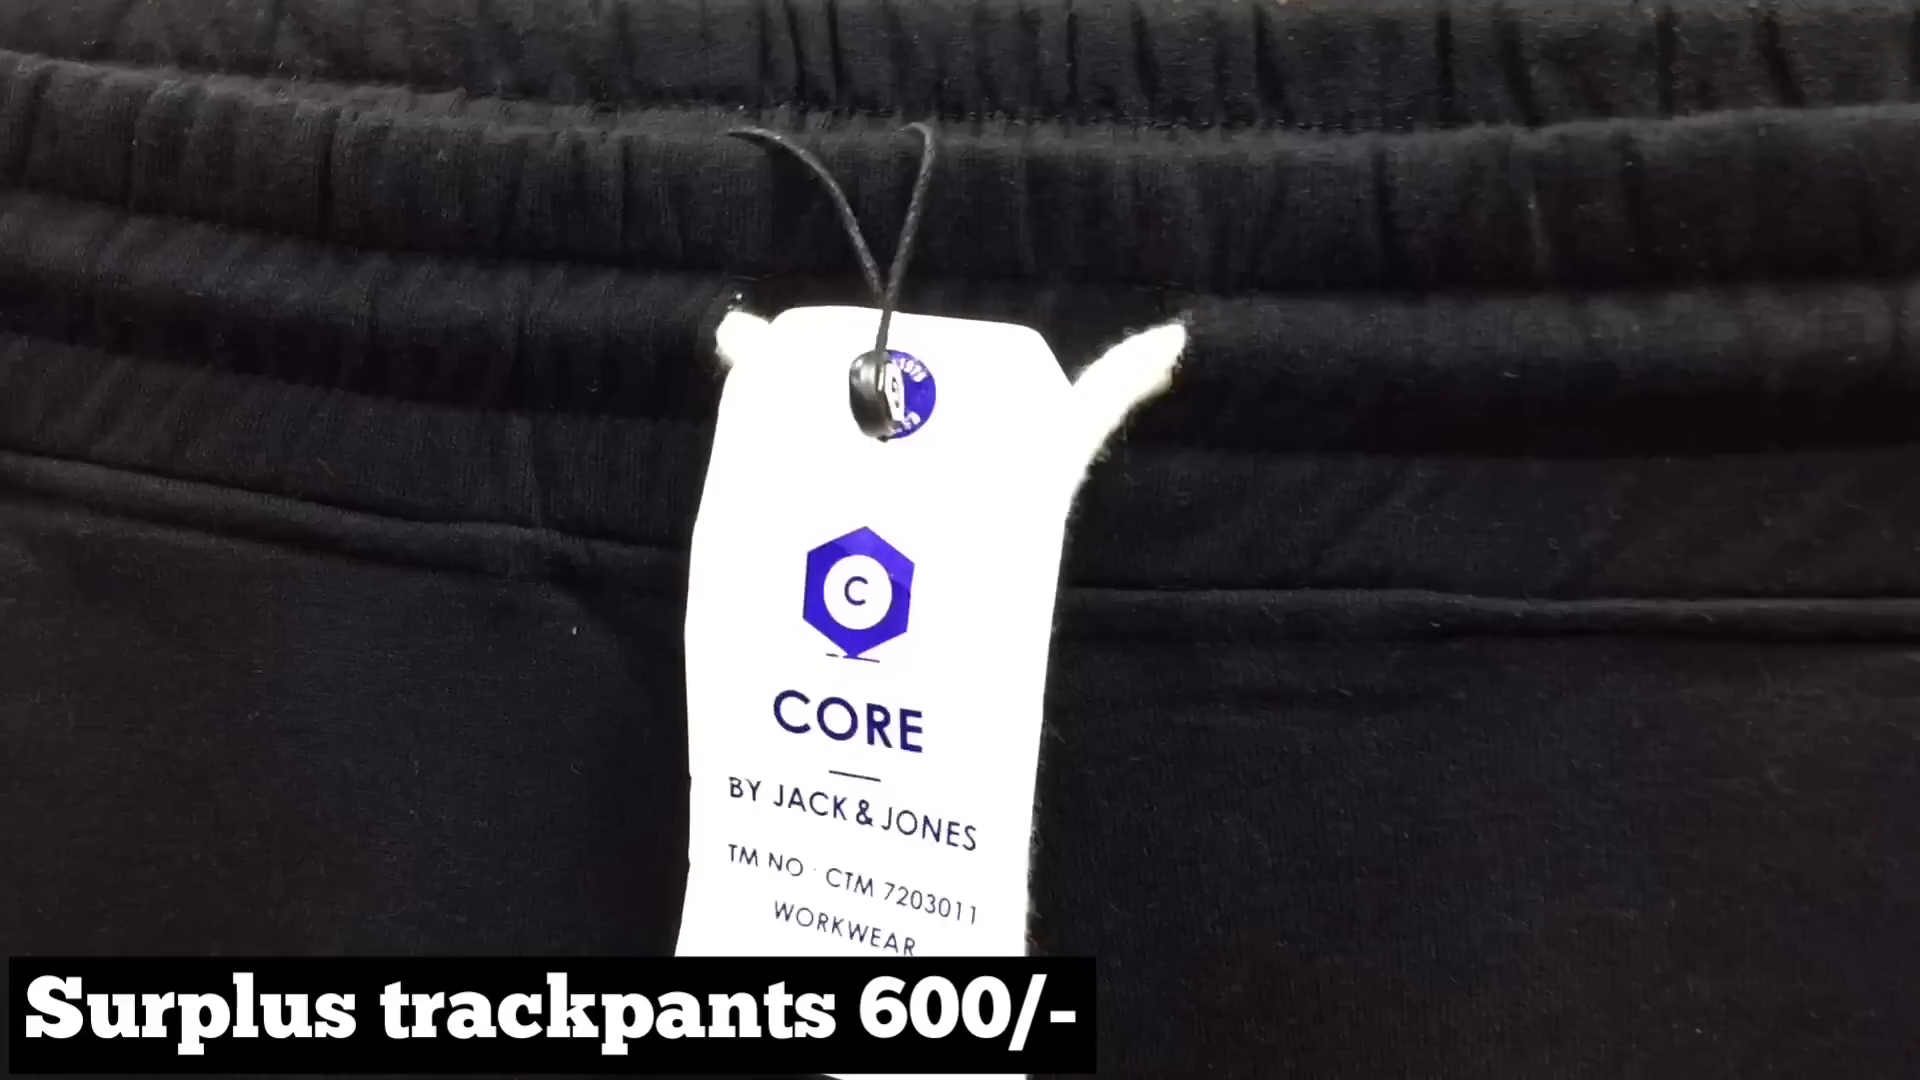 C
CORE
BY JACK & JONES
TM NO : CTM 7203011
WORKWEAR
Surplus trackpants 600/-